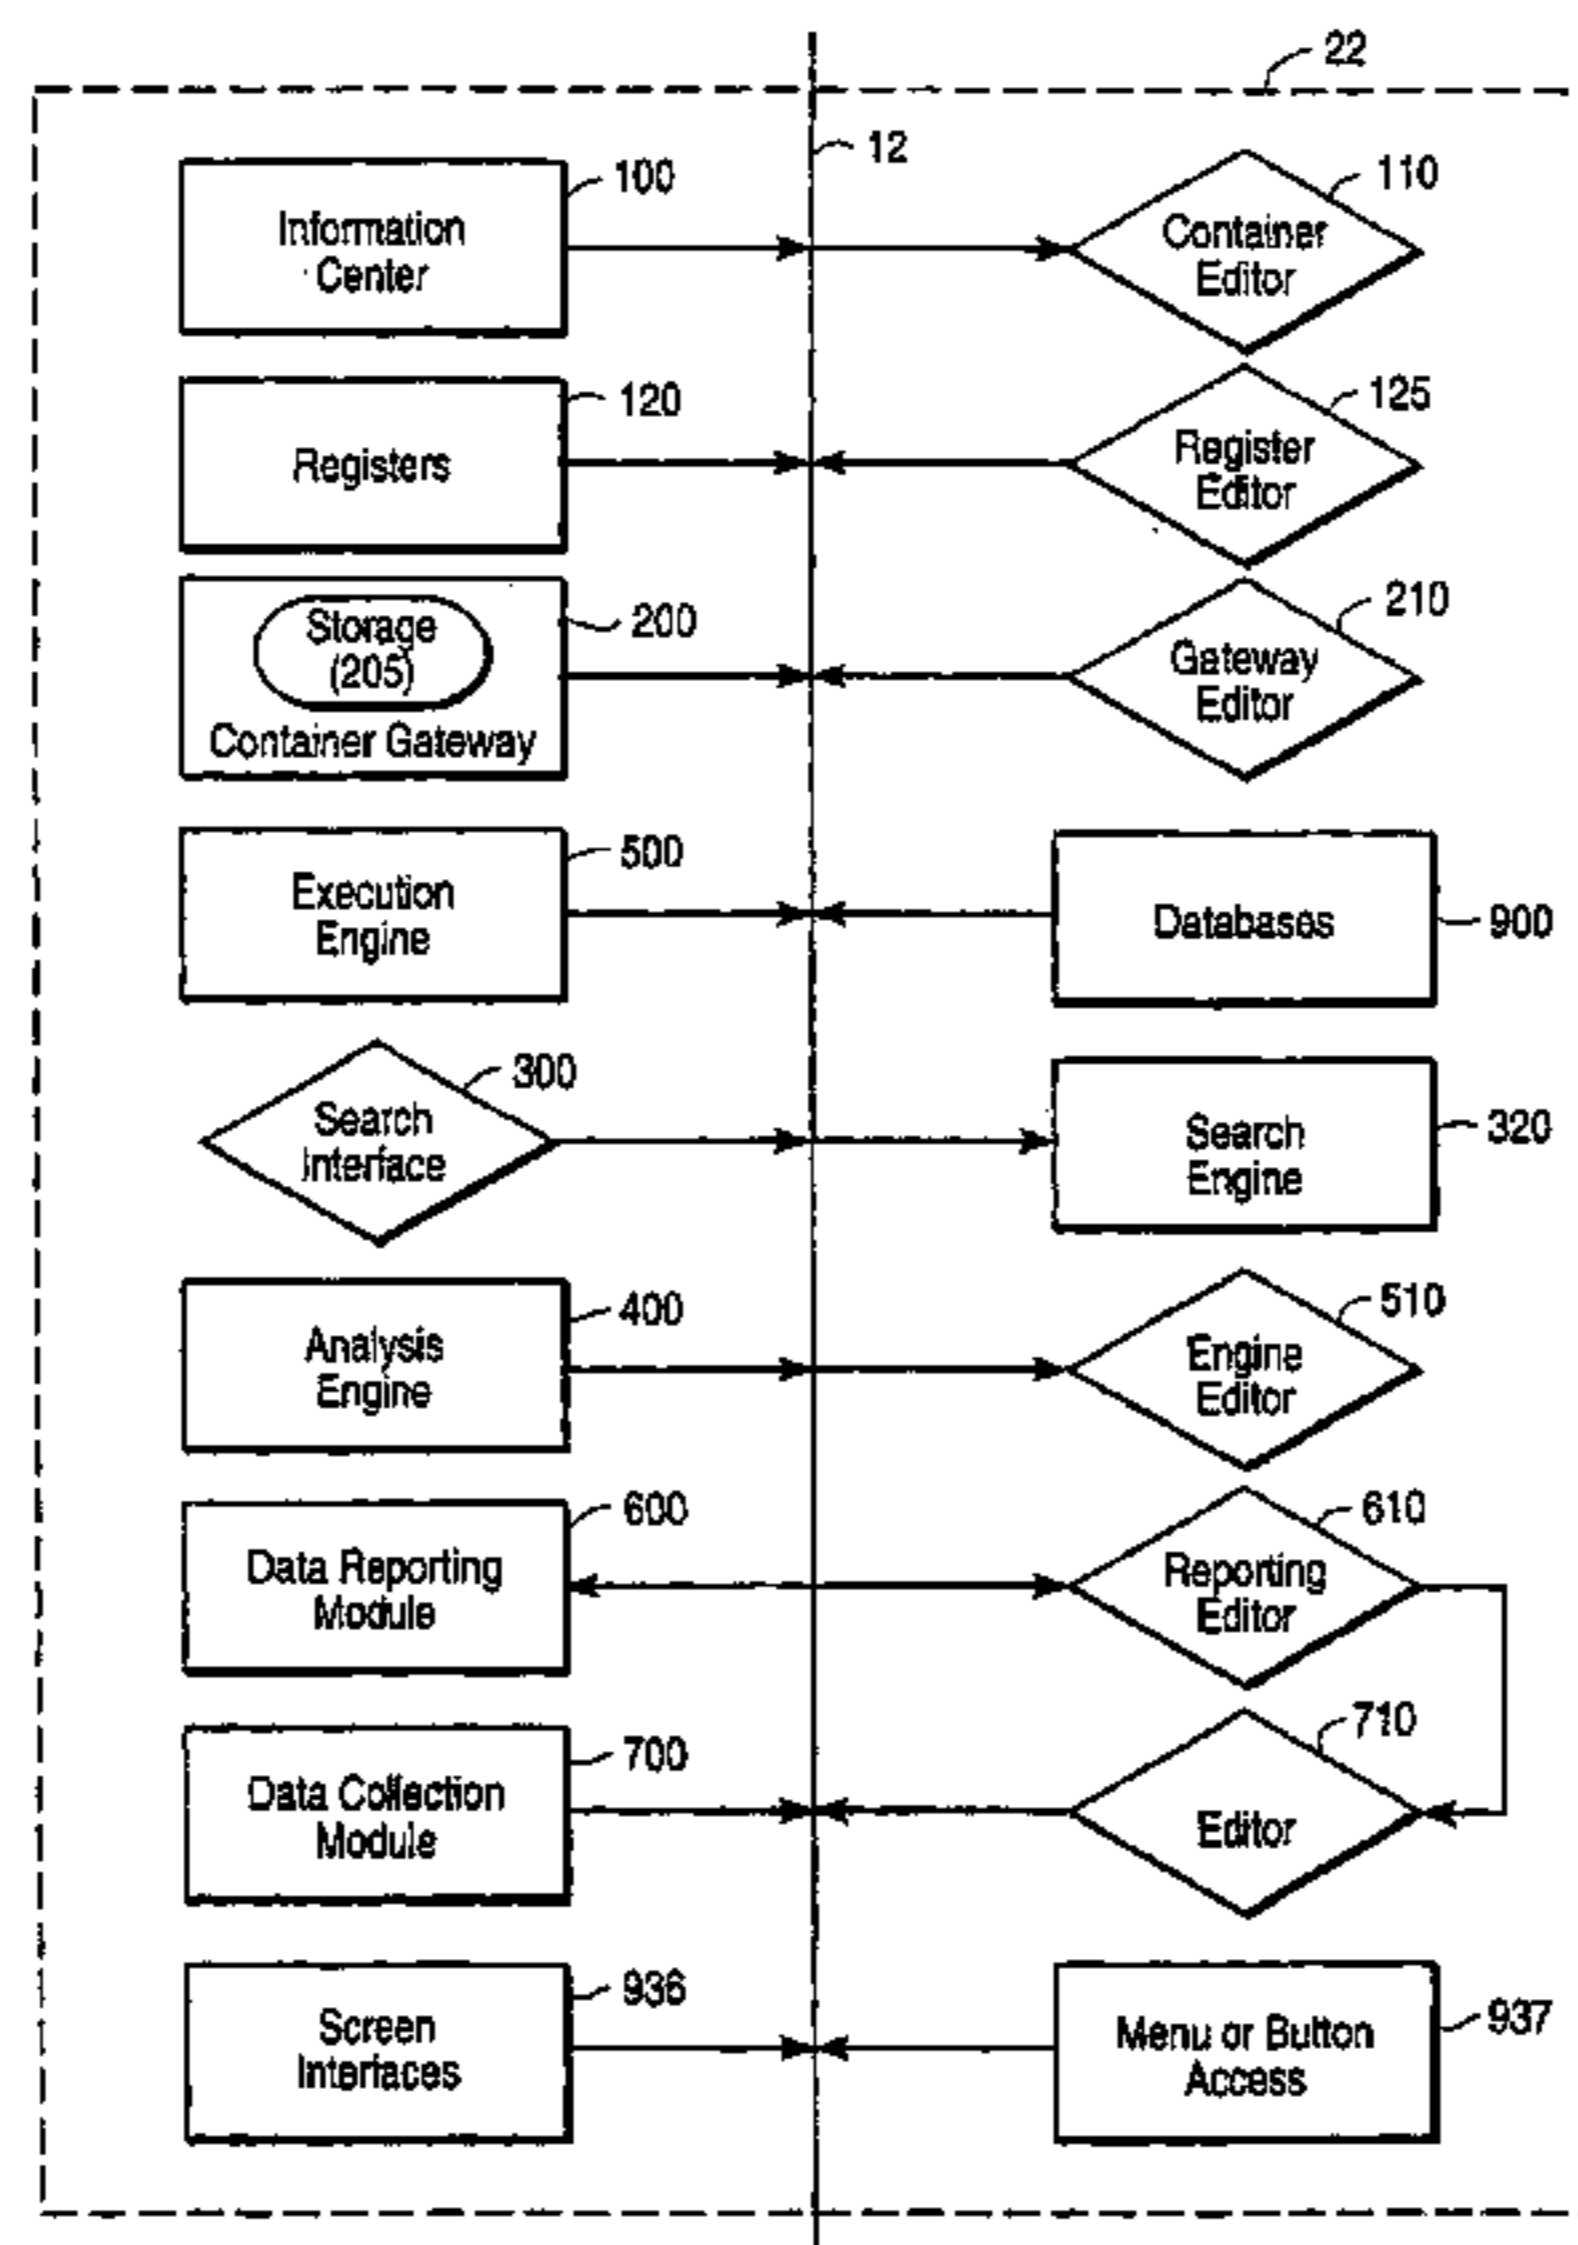 22
12
100
Information
Center
110
Container
Editor
120
Registers
125
Register
Editor
200
Storage
(205)
Container Gateway
210
Gateway
Editor
500
Execution
Engine
Databases
900
300
Search
Interface
Search
Engine
320
400
Analysis
Engine
510
Engine
Editor
600
Data Reporting
Module
610
Reporting
Editor
700
Data Collection
Module
710
Editor
936
Screen
Interfaces
Menu or Button
Access
937